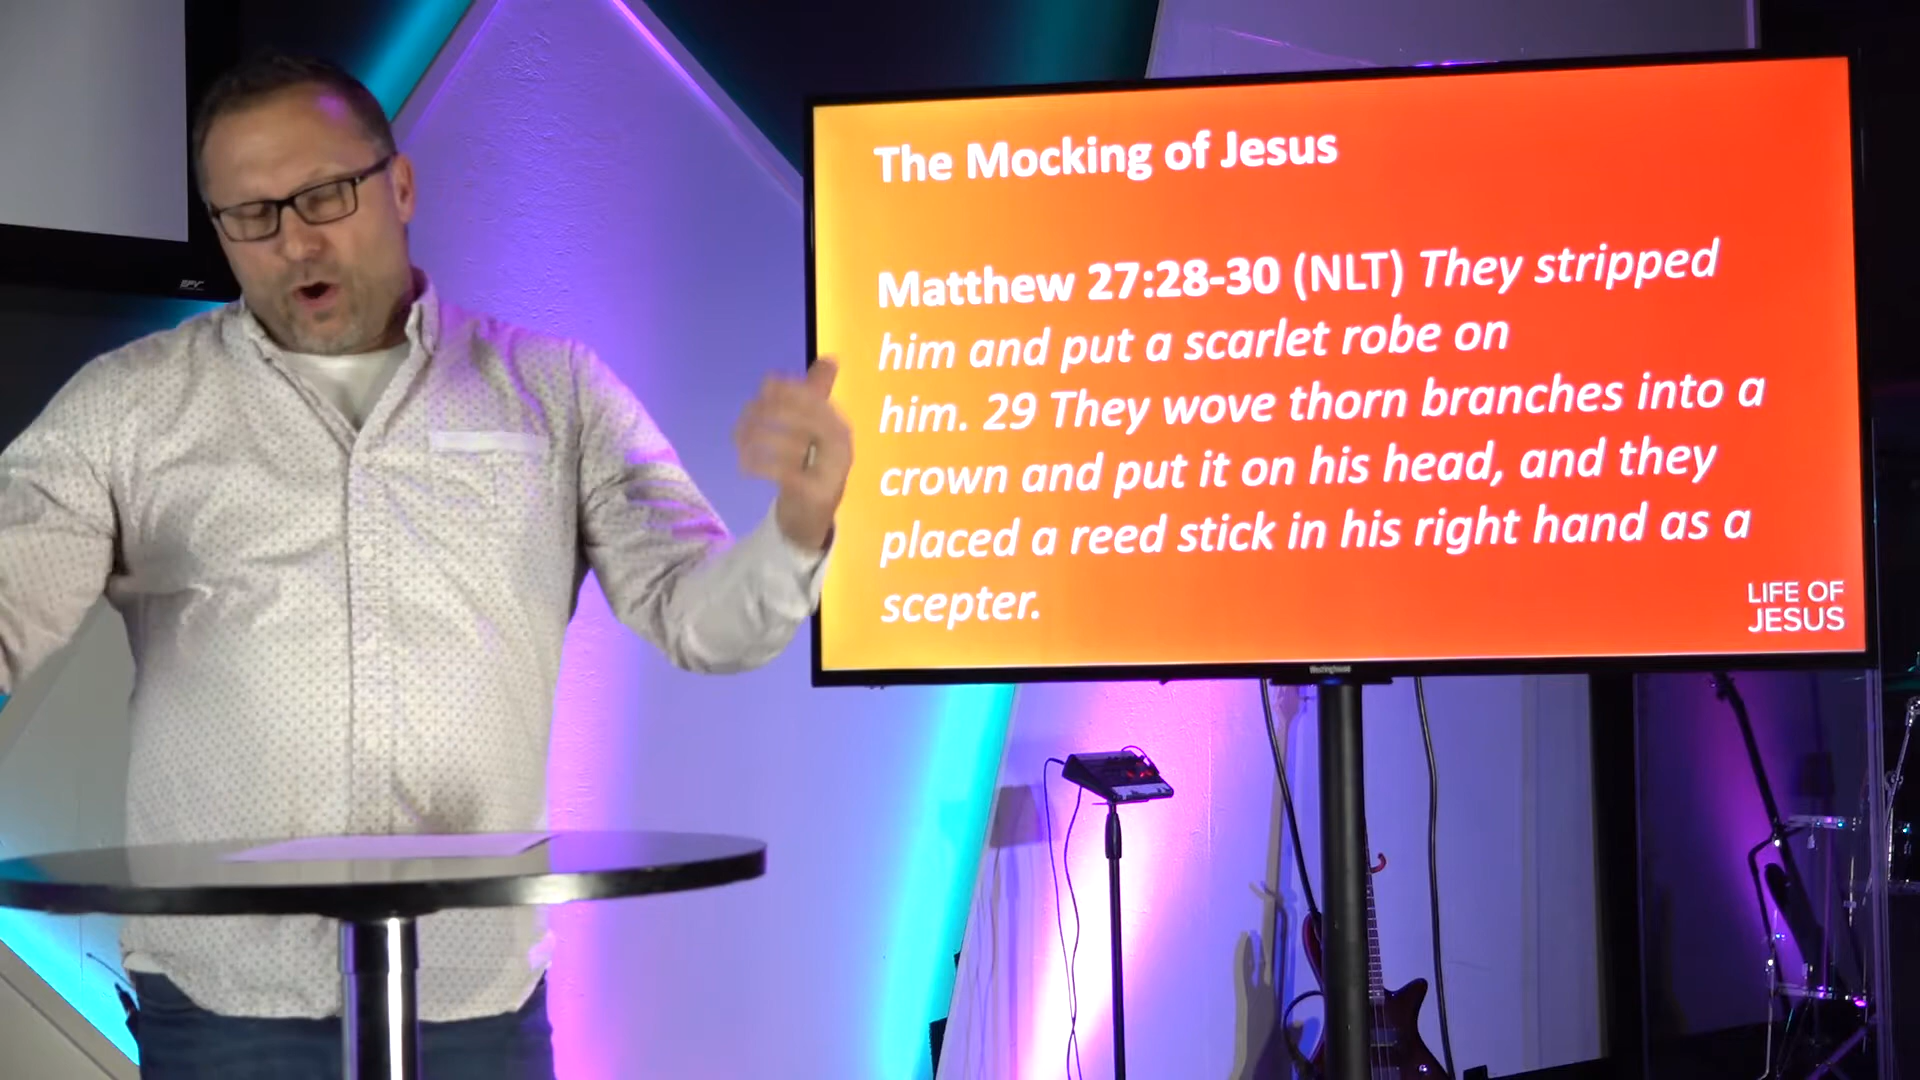 The Mocking of Jesus
Matthew 27:28-30 (NLT) They stripped
him and put a scarlet robe on
him. 29 They wove thorn branches into a
crown and put it on his head, and they
placed a reed stick in his right hand as a
scepter.
LIFE OF
JESUS
Westinghouse